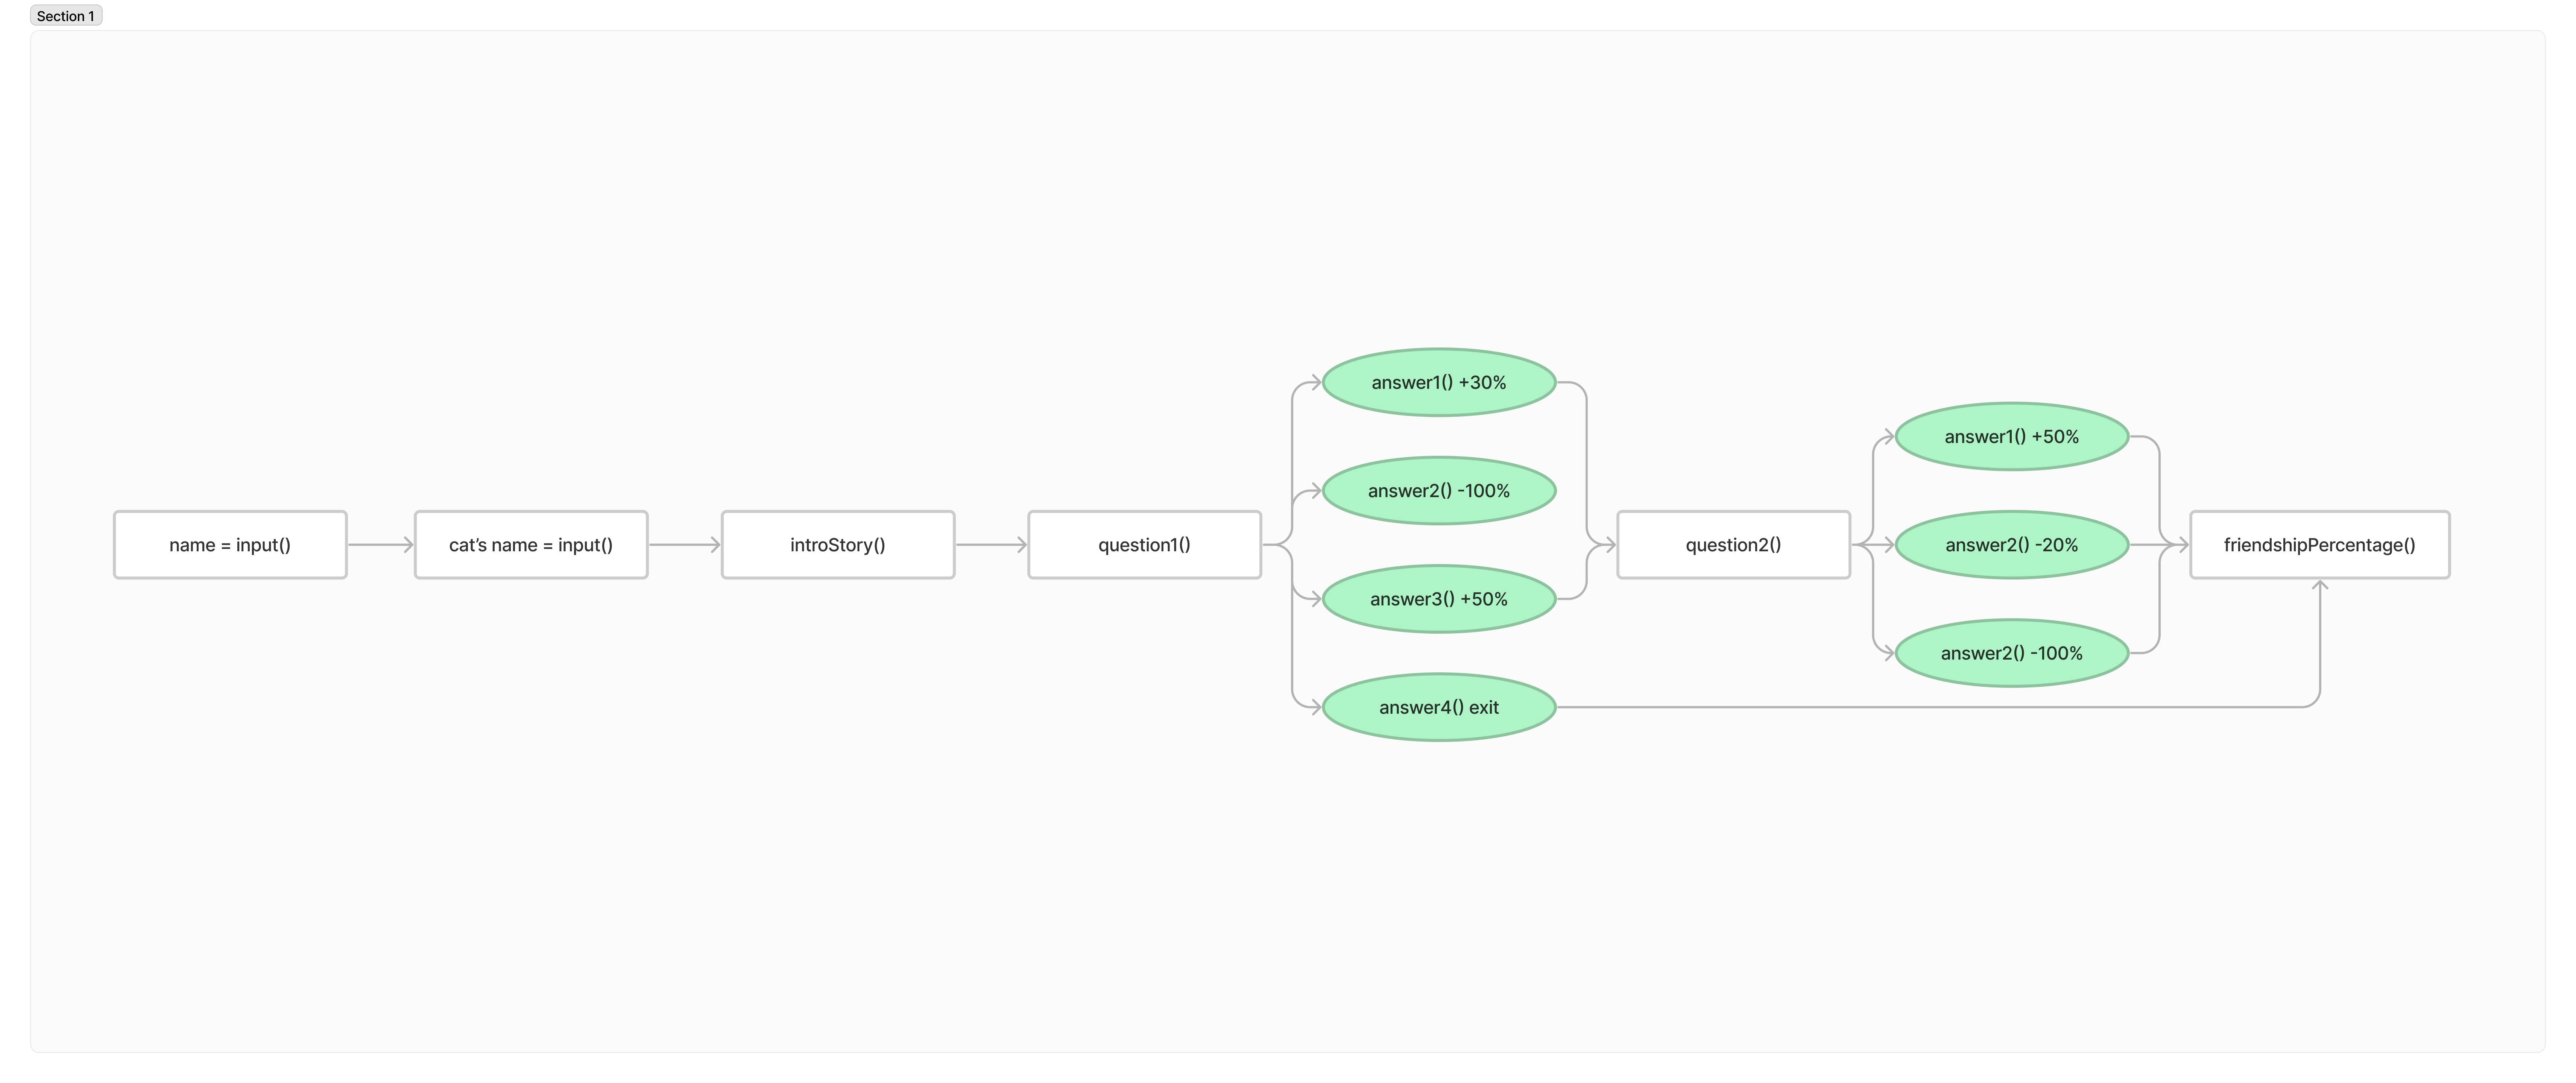 Section 1
name = input()
cat’s name = input()
introStory()
question1()
answer1() +30%
answer2() -100%
answer3() +50%
answer4() exit
question2()
answer1() +50%
answer2() -20%
answer2() -100%
friendshipPercentage()